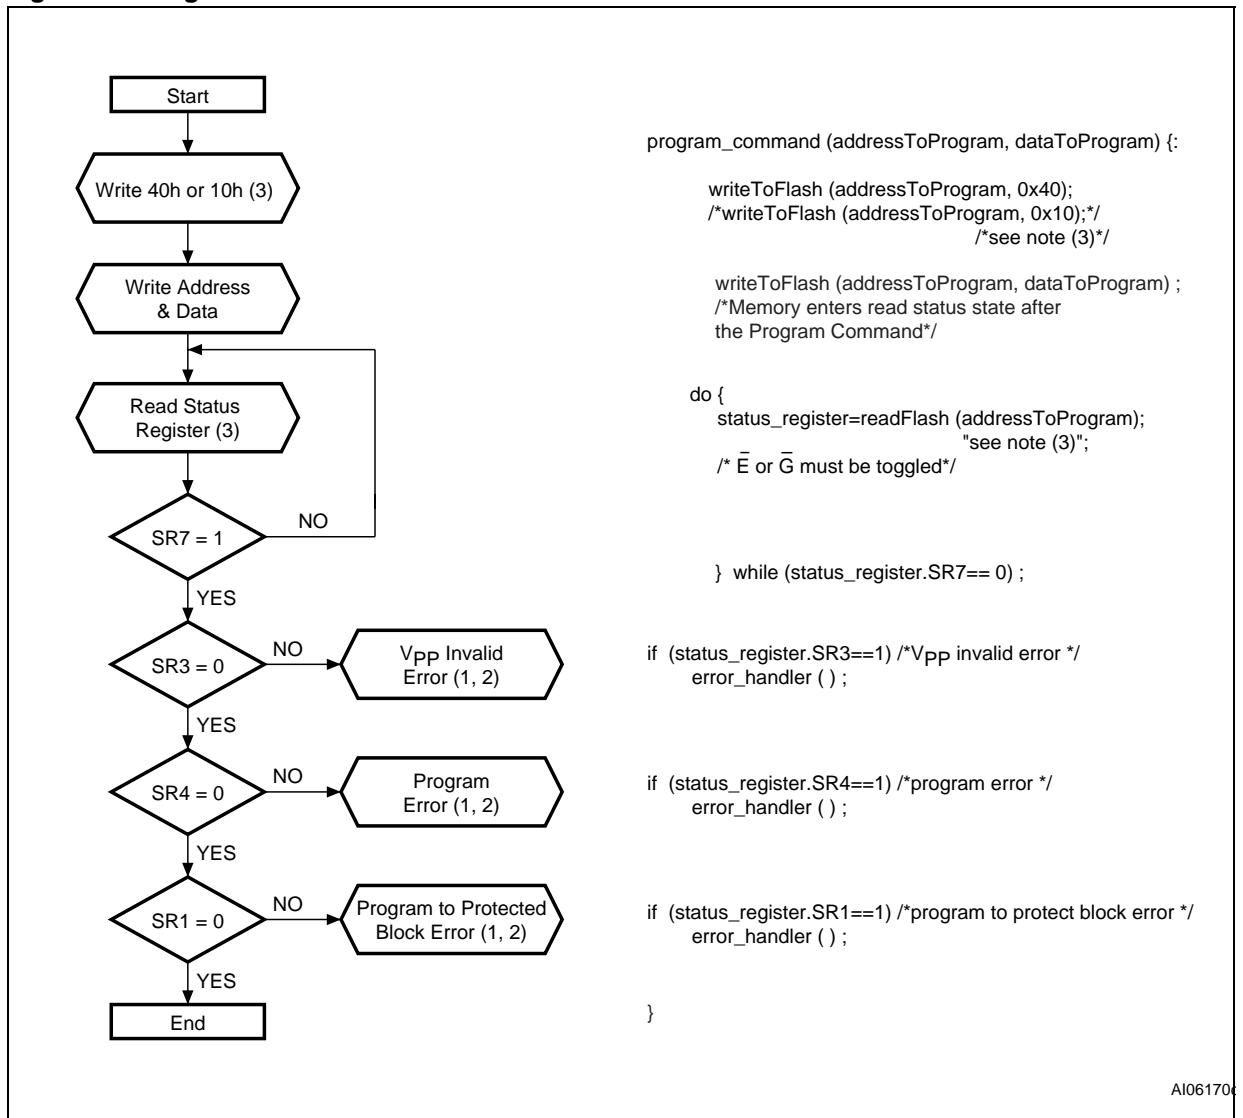 Start
Write 40h or 10h (3)
Write Address
& Data
Read Status
Register (3)
SR7 = 1
NO
YES
SR3 = 0
NO
VPP Invalid
Error (1, 2)
YES
SR4 = 0
NO
Program
Error (1, 2)
YES
SR1 = 0
NO
Program to Protected
Block Error (1, 2)
YES
End
program_command (addressToProgram, dataToProgram) {:
writeToFlash (addressToProgram, 0x40);
/*writeToFlash (addressToProgram, 0x10);*/
/*see note (3)*/
writeToFlash (addressToProgram, dataToProgram) ;
/*Memory enters read status state after
the Program Command*/
do {
status_register=readFlash (addressToProgram);
"see note (3)";
/* E̅ or G̅ must be toggled*/
} while (status_register.SR7== 0) ;
if (status_register.SR3==1) /*VPP invalid error */
error_handler ( ) ;
if (status_register.SR4==1) /*program error */
error_handler ( ) ;
if (status_register.SR1==1) /*program to protect block error */
error_handler ( ) ;
}